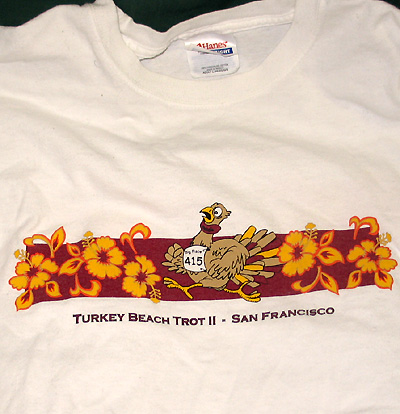 Hanes
415
TURKEY BEACH TROT II - SAN FRANCISCO